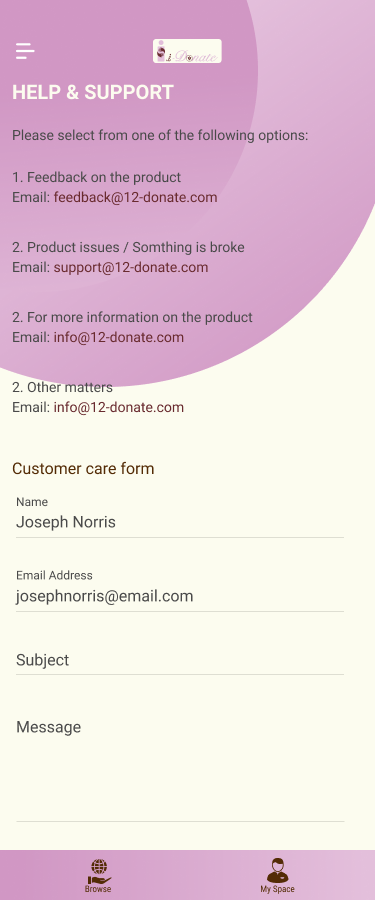 i Donate
HELP & SUPPORT
Please select from one of the following options:
1. Feedback on the product
Email: feedback@12-donate.com
2. Product issues / Somthing is broke
Email: support@12-donate.com
2. For more information on the product
Email: info@12-donate.com
2. Other matters
Email: info@12-donate.com
Customer care form
Name
Joseph Norris
Email Address
josephnorris@email.com
Subject
Message
Browse
My Space